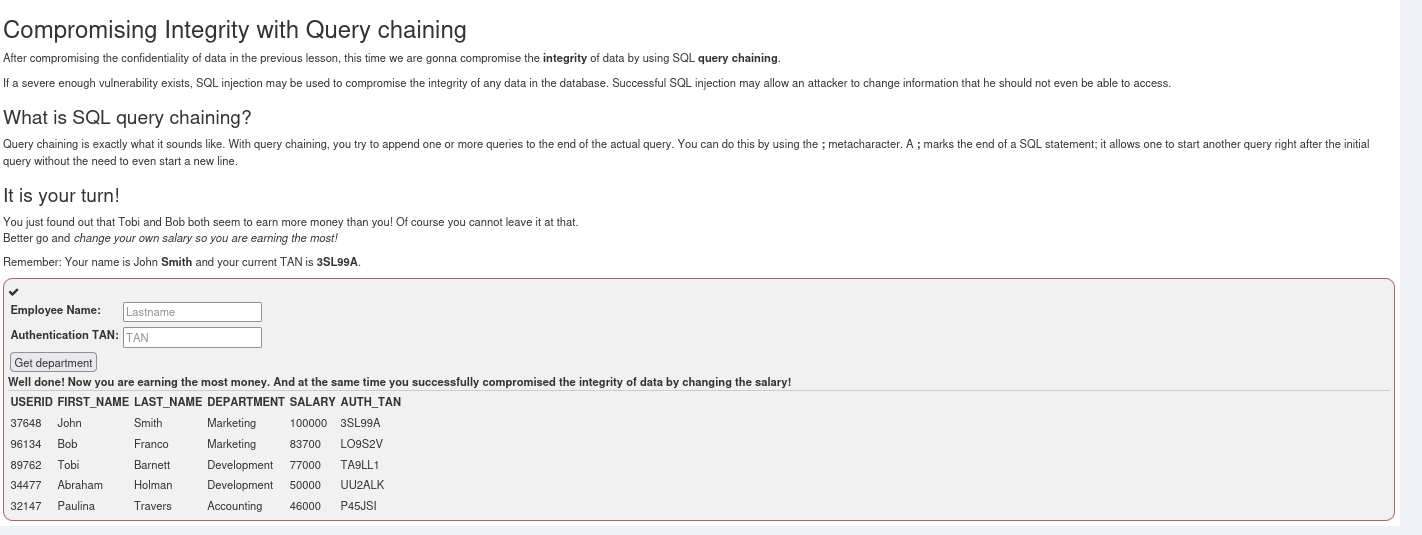 Compromising Integrity with Query chaining
After compromising the confidentiality of data in the previous lesson, this time we are gonna compromise the integrity of data by using SQL query chaining.
If a severe enough vulnerability exists, SQL injection may be used to compromise the integrity of any data in the database. Successful SQL injection may allow an attacker to change information that he should not even be able to access.
What is SQL query chaining?
Query chaining is exactly what it sounds like. With query chaining, you try to append one or more queries to the end of the actual query. You can do this by using the ; metacharacter. A ; marks the end of a SQL statement; it allows one to start another query right after the initial
query without the need to even start a new line.
It is your turn!
You just found out that Tobi and Bob both seem to earn more money than you! Of course you cannot leave it at that.
Better go and change your own salary so you are earning the most!
Remember: Your name is John Smith and your current TAN is 3SL99A.
✔
Employee Name: Lastname
Authentication TAN: TAN
Get department
Well done! Now you are earning the most money. And at the same time you successfully compromised the integrity of data by changing the salary!
USERID FIRST_NAME LAST_NAME DEPARTMENT SALARY AUTH_TAN
37648 John Smith Marketing 100000 3SL99A
96134 Bob Franco Marketing 83700 LO9S2V
89762 Tobi Barnett Development 77000 TA9LL1
34477 Abraham Holman Development 50000 UU2ALK
32147 Paulina Travers Accounting 46000 P45JSI